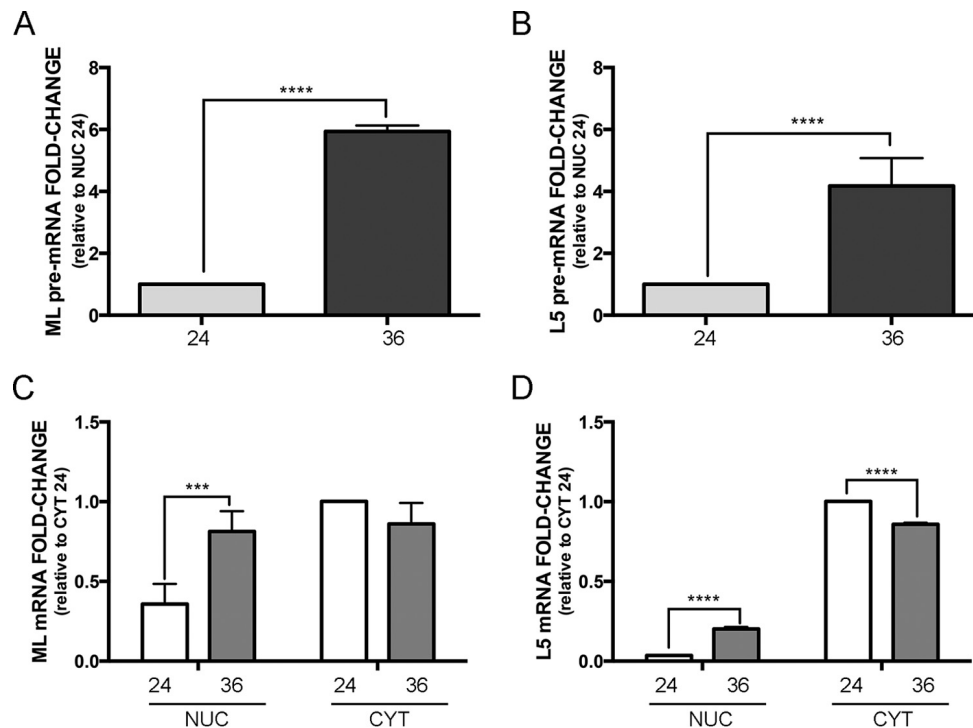 A
ML pre-mRNA FOLD-CHANGE
(relative to NUC 24)
8
6
4
2
0
****
24
36
B
L5 pre-mRNA FOLD-CHANGE
(relative to NUC 24)
8
6
4
2
0
****
24
36
C
ML mRNA FOLD-CHANGE
(relative to CYT 24)
1.5
1.0
0.5
0.0
***
24 36 24 36
NUC CYT
D
L5 mRNA FOLD-CHANGE
(relative to CYT 24)
1.5
1.0
0.5
0.0
****
****
24 36 24 36
NUC CYT